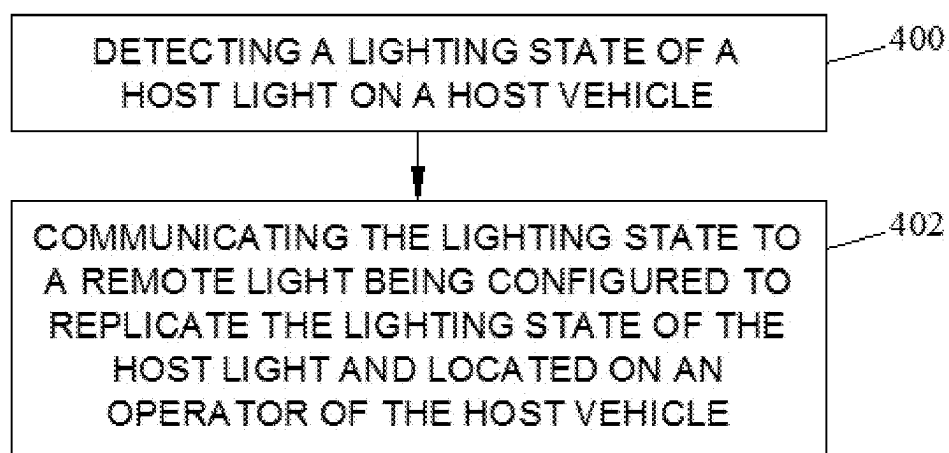 DETECTING A LIGHTING STATE OF A
HOST LIGHT ON A HOST VEHICLE
400
COMMUNICATING THE LIGHTING STATE TO
A REMOTE LIGHT BEING CONFIGURED TO
REPLICATE THE LIGHTING STATE OF THE
HOST LIGHT AND LOCATED ON AN
OPERATOR OF THE HOST VEHICLE
402